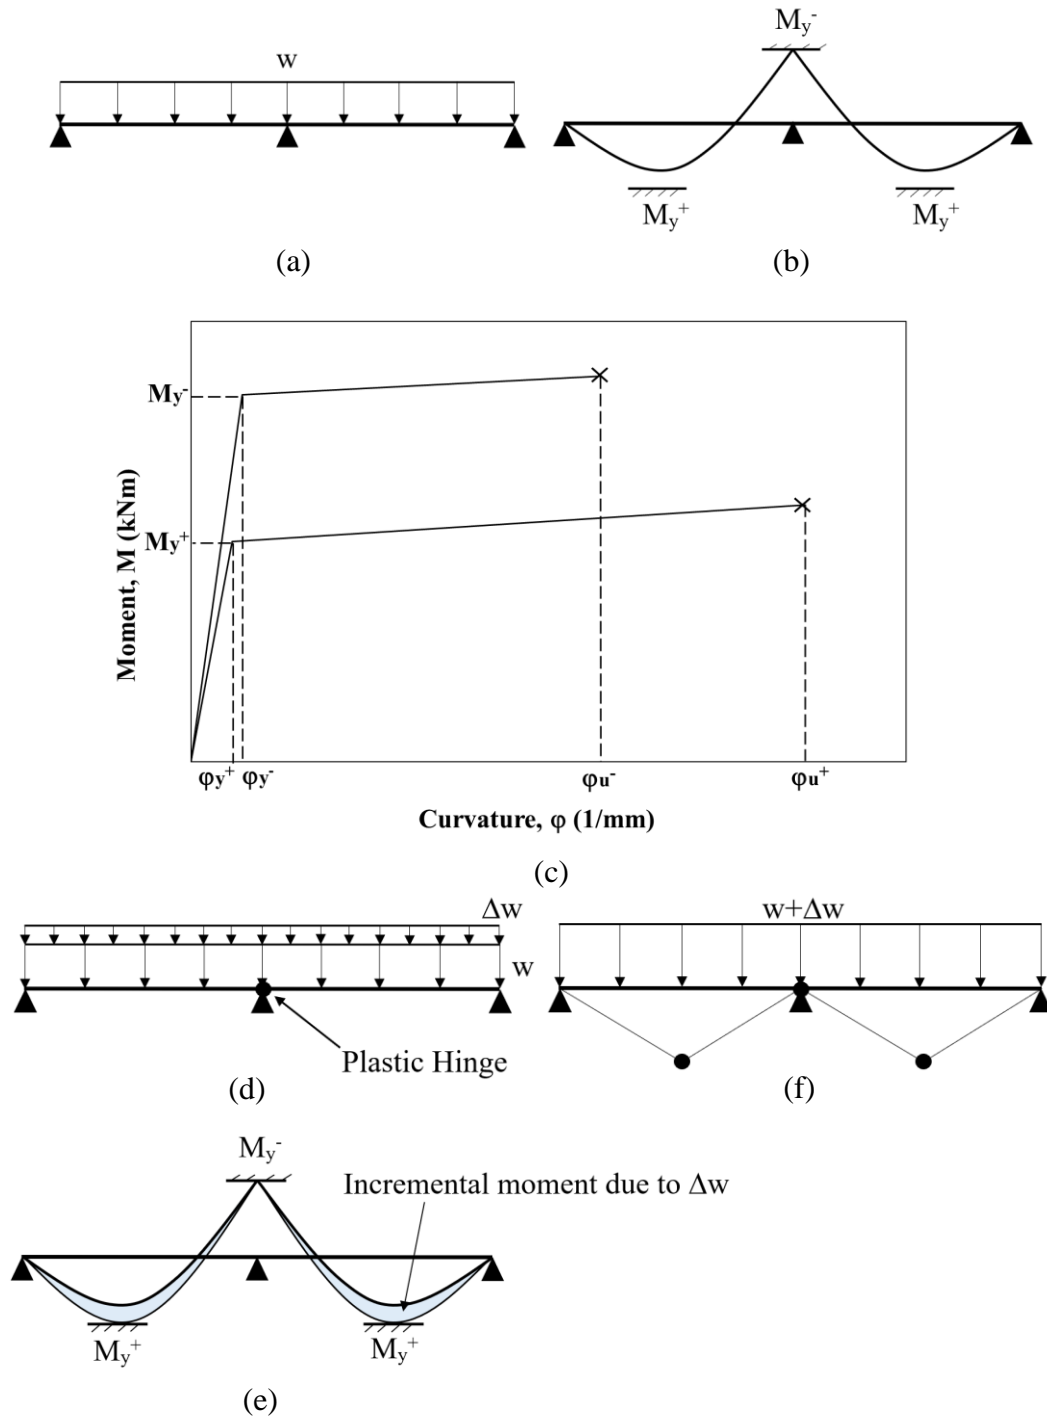 w
My-
My+ My+
(a)
(b)
My-
My+
Moment, M (kNm)
φy+ φy- φu- φu+
Curvature, φ (1/mm)
(c)
Δw
w
Plastic Hinge
(d)
w+Δw
(f)
My-
Incremental moment due to Δw
My+ My+
(e)